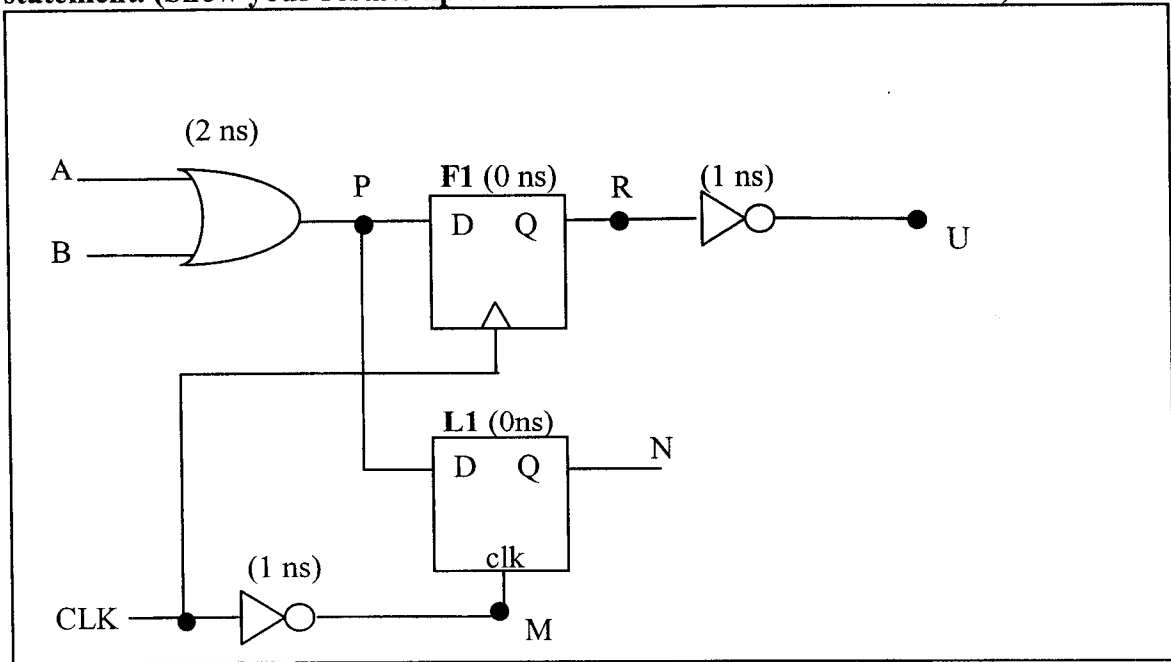 (2 ns)
A
P
F1 (0 ns)
R
(1 ns)
D Q
B
U
L1 (0ns)
N
D Q
clk
(1 ns)
CLK
M